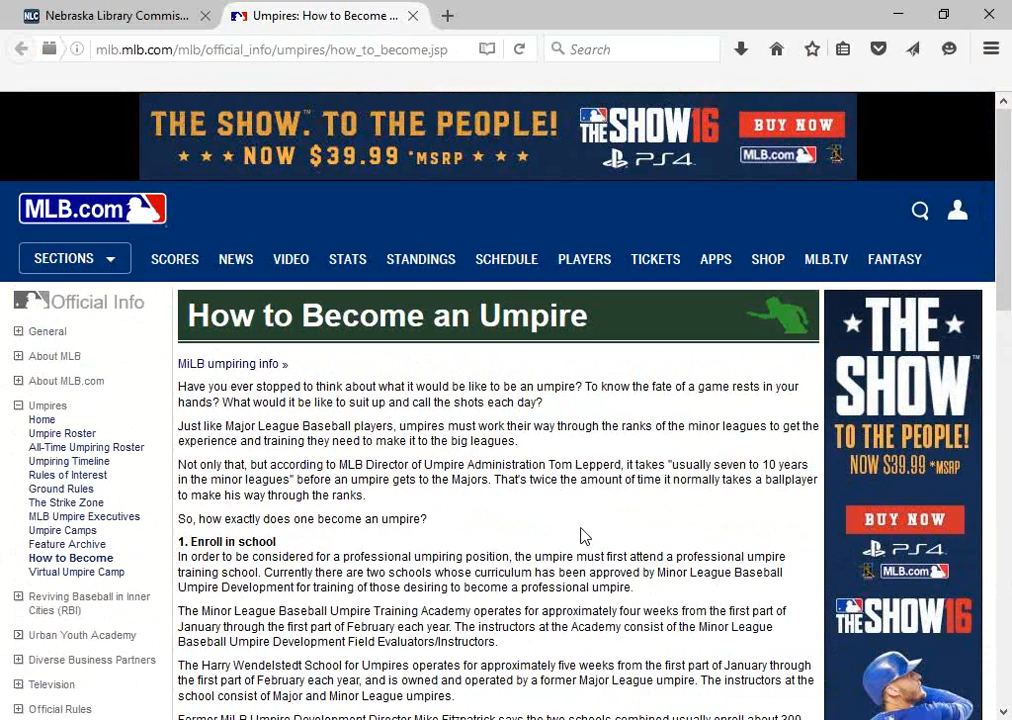 NLC Nebraska Library Commis...
Umpires: How to Become ...
mlb.mlb.com/mlb/official_info/umpires/how_to_become.jsp
Search
THE SHOW.™ TO THE PEOPLE!
NOW $39.99 *MSRP
THE SHOW 16
PS4
BUY NOW
MLB.com
MLB.com
SECTIONS
SCORES
NEWS
VIDEO
STATS
STANDINGS
SCHEDULE
PLAYERS
TICKETS
APPS
SHOP
MLB.TV
FANTASY
Official Info
General
About MLB
About MLB.com
Umpires
Home
Umpire Roster
All-Time Umpiring Roster
Umpiring Timeline
Rules of Interest
Ground Rules
The Strike Zone
MLB Umpire Executives
Umpire Camps
Feature Archive
How to Become
Virtual Umpire Camp
Reviving Baseball in Inner
Cities (RBI)
Urban Youth Academy
Diverse Business Partners
Television
Official Rules
How to Become an Umpire
MiLB umpiring info »
Have you ever stopped to think about what it would be like to be an umpire? To know the fate of a game rests in your
hands? What would it be like to suit up and call the shots each day?
Just like Major League Baseball players, umpires must work their way through the ranks of the minor leagues to get the
experience and training they need to make it to the big leagues.
Not only that, but according to MLB Director of Umpire Administration Tom Lepperd, it takes "usually seven to 10 years
in the minor leagues" before an umpire gets to the Majors. That's twice the amount of time it normally takes a ballplayer
to make his way through the ranks.
So, how exactly does one become an umpire?
1. Enroll in school
In order to be considered for a professional umpiring position, the umpire must first attend a professional umpire
training school. Currently there are two schools whose curriculum has been approved by Minor League Baseball
Umpire Development for training of those desiring to become a professional umpire.
The Minor League Baseball Umpire Training Academy operates for approximately four weeks from the first part of
January through the first part of February each year. The instructors at the Academy consist of the Minor League
Baseball Umpire Development Field Evaluators/Instructors.
The Harry Wendelstedt School for Umpires operates for approximately five weeks from the first part of January through
the first part of February each year, and is owned and operated by a former Major League umpire. The instructors at the
school consist of Major and Minor League umpires.
Former MiLB Umpire Development Director Mike Fitzpatrick says the two schools combined usually enroll about 300
THE
SHOW™
TO THE PEOPLE!
NOW $39.99 *MSRP
BUY NOW
PS4
MLB.com
THE SHOW 16